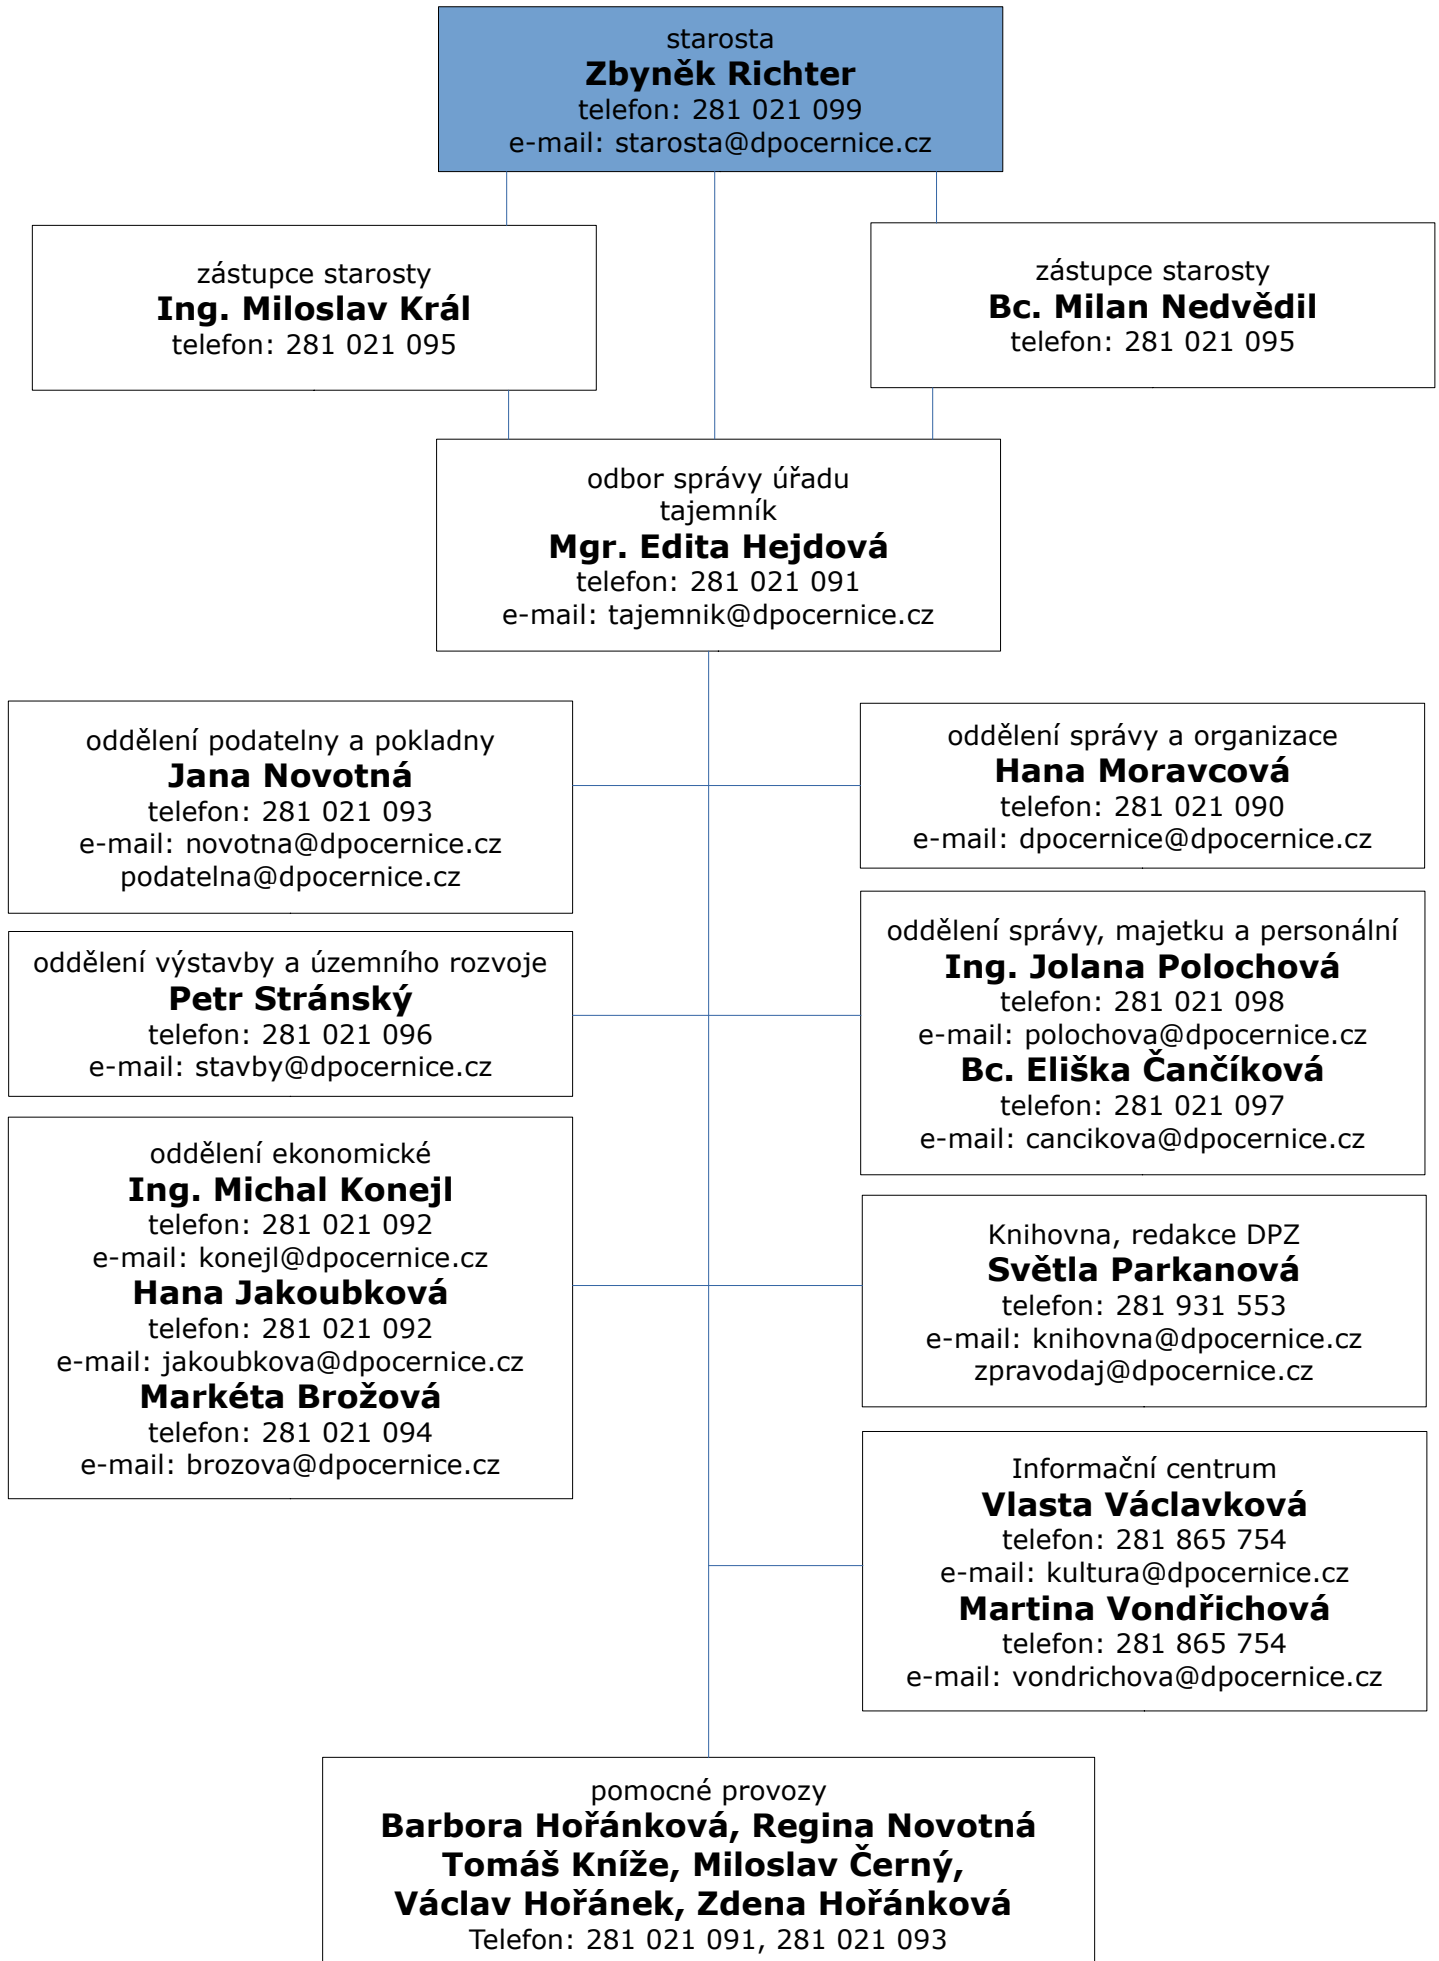 starosta
Zbyněk Richter
telefon: 281 021 099
e-mail: starosta@dpocernice.cz
zástupce starosty
Ing. Miloslav Král
telefon: 281 021 095
zástupce starosty
Bc. Milan Nedvědil
telefon: 281 021 095
odbor správy úřadu
tajemník
Mgr. Edita Hejdová
telefon: 281 021 091
e-mail: tajemnik@dpocernice.cz
oddělení podatelny a pokladny
Jana Novotná
telefon: 281 021 093
e-mail: novotna@dpocernice.cz
podatelna@dpocernice.cz
oddělení správy a organizace
Hana Moravcová
telefon: 281 021 090
e-mail: dpocernice@dpocernice.cz
oddělení výstavby a územního rozvoje
Petr Stránský
telefon: 281 021 096
e-mail: stavby@dpocernice.cz
oddělení správy, majetku a personální
Ing. Jolana Polochová
telefon: 281 021 098
e-mail: polochova@dpocernice.cz
Bc. Eliška Čančíková
telefon: 281 021 097
e-mail: cancikova@dpocernice.cz
oddělení ekonomické
Ing. Michal Konejl
telefon: 281 021 092
e-mail: konejl@dpocernice.cz
Hana Jakoubková
telefon: 281 021 092
e-mail: jakoubkova@dpocernice.cz
Markéta Brožová
telefon: 281 021 094
e-mail: brozova@dpocernice.cz
Knihovna, redakce DPZ
Světla Parkanová
telefon: 281 931 553
e-mail: knihovna@dpocernice.cz
zpravodaj@dpocernice.cz
Informační centrum
Vlasta Václavková
telefon: 281 865 754
e-mail: kultura@dpocernice.cz
Martina Vondřichová
telefon: 281 865 754
e-mail: vondrichova@dpocernice.cz
pomocné provozy
Barbora Hořánková, Regina Novotná
Tomáš Kníže, Miloslav Černý,
Václav Hořánek, Zdena Hořánková
Telefon: 281 021 091, 281 021 093